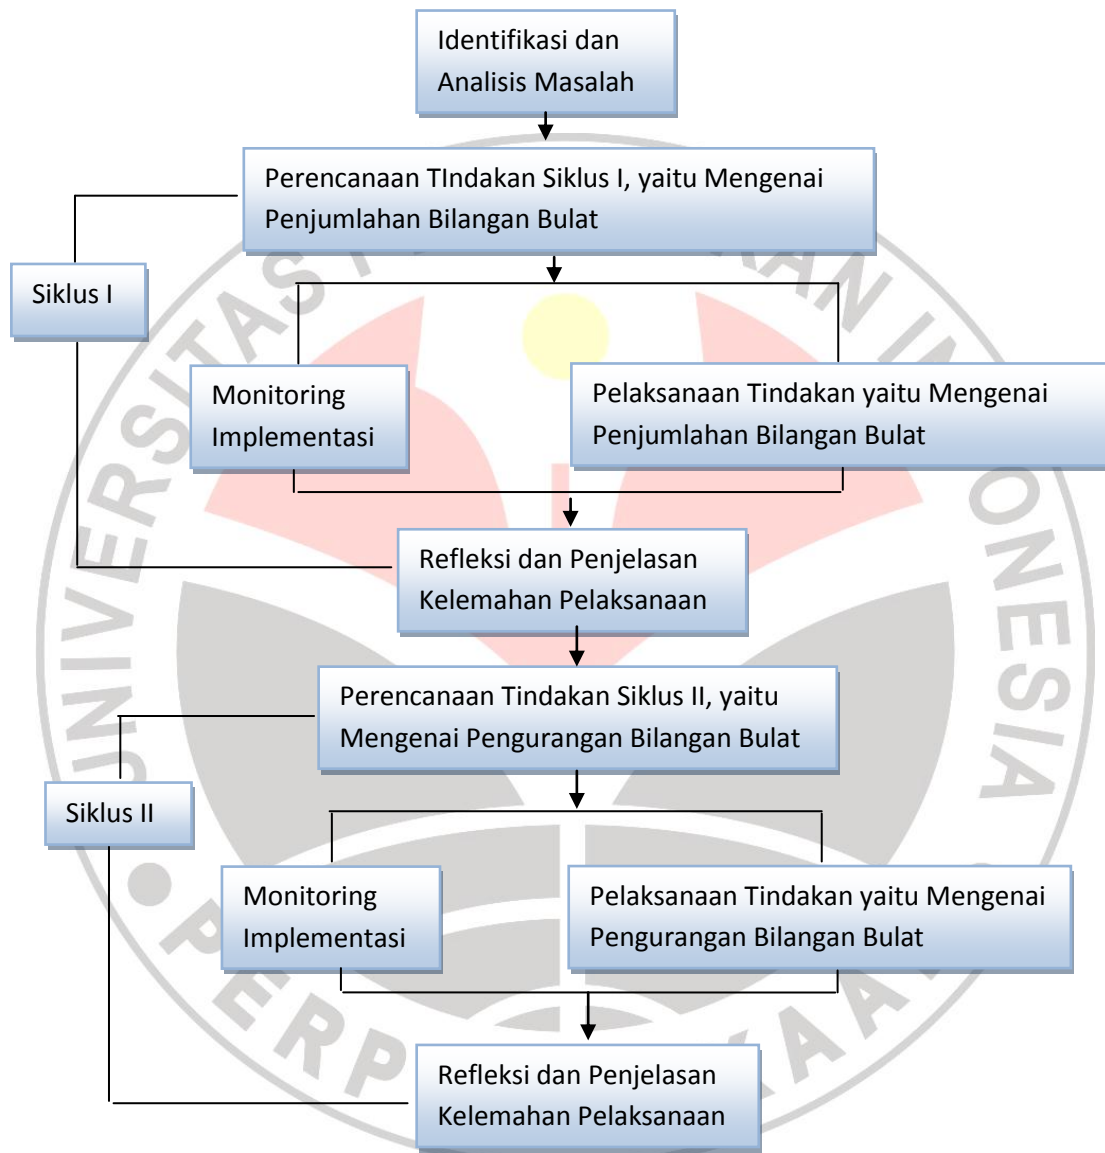 Identifikasi dan
Analisis Masalah
Perencanaan TIndakan Siklus I, yaitu Mengenai
Penjumlahan Bilangan Bulat
Siklus I
Monitoring
Implementasi
Pelaksanaan Tindakan yaitu Mengenai
Penjumlahan Bilangan Bulat
Refleksi dan Penjelasan
Kelemahan Pelaksanaan
Perencanaan Tindakan Siklus II, yaitu
Mengenai Pengurangan Bilangan Bulat
Siklus II
Monitoring
Implementasi
Pelaksanaan Tindakan yaitu Mengenai
Pengurangan Bilangan Bulat
Refleksi dan Penjelasan
Kelemahan Pelaksanaan
UNIVERSITAS